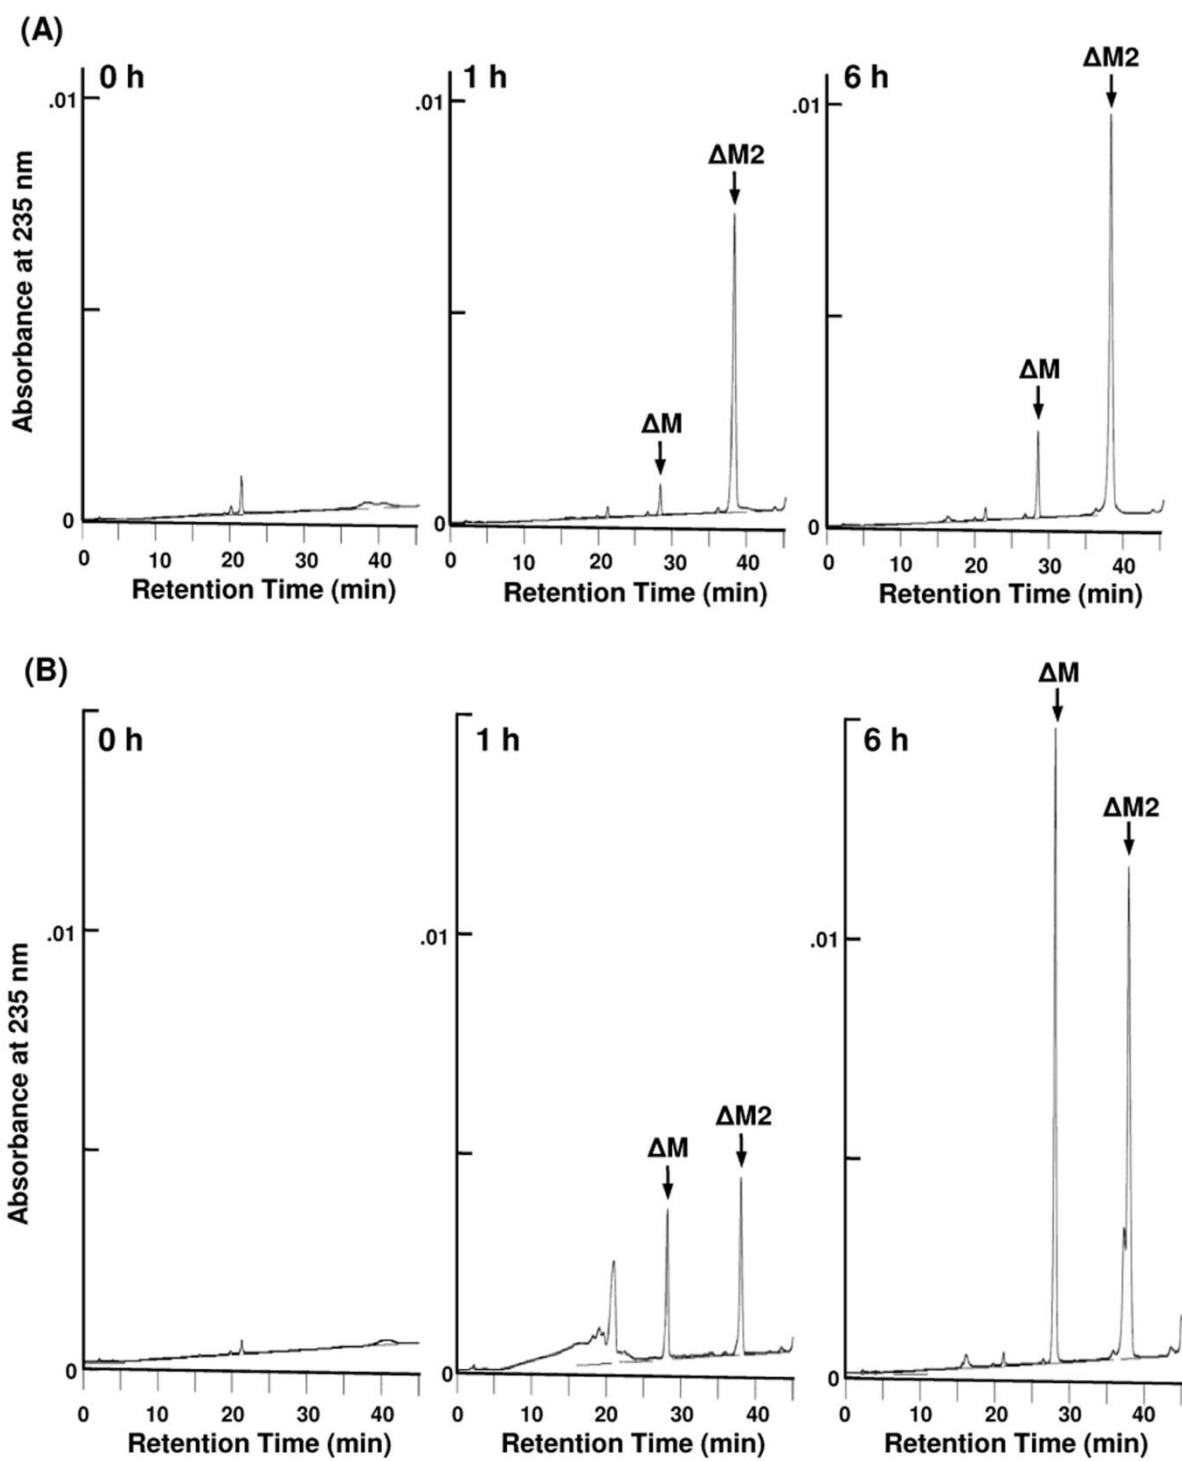 (A)
0 h
1 h
6 h
ΔM2
ΔM2
ΔM
ΔM
.01
.01
.01
Absorbance at 235 nm
0
0
0
0 10 20 30 40
0 10 20 30 40
0 10 20 30 40
Retention Time (min)
Retention Time (min)
Retention Time (min)
(B)
0 h
1 h
6 h
ΔM
ΔM2
ΔM
ΔM2
.01
.01
.01
Absorbance at 235 nm
0
0
0
0 10 20 30 40
0 10 20 30 40
0 10 20 30 40
Retention Time (min)
Retention Time (min)
Retention Time (min)